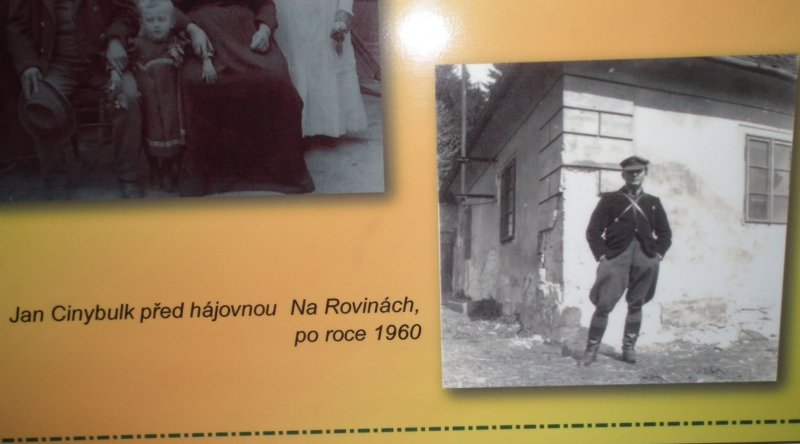 Jan Cinybulk před hájovnou Na Rovinách,
po roce 1960